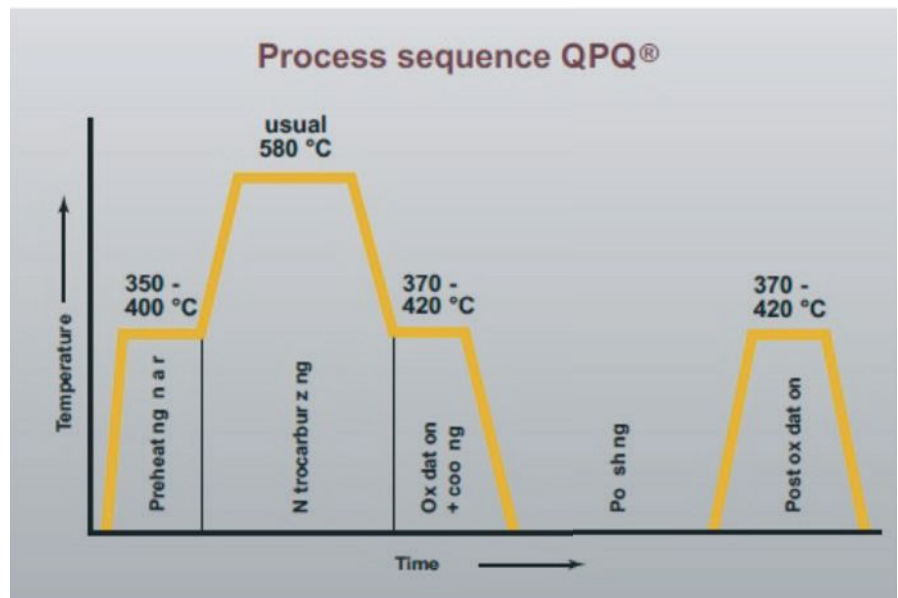 Process sequence QPQ®
usual
580 °C
350 -
400 °C
370 -
420 °C
370 -
420 °C
Temperature
Preheat ng n a r
N trocarbur z ng
Ox dat on
+ coo ng
Po sh ng
Post ox dat on
Time